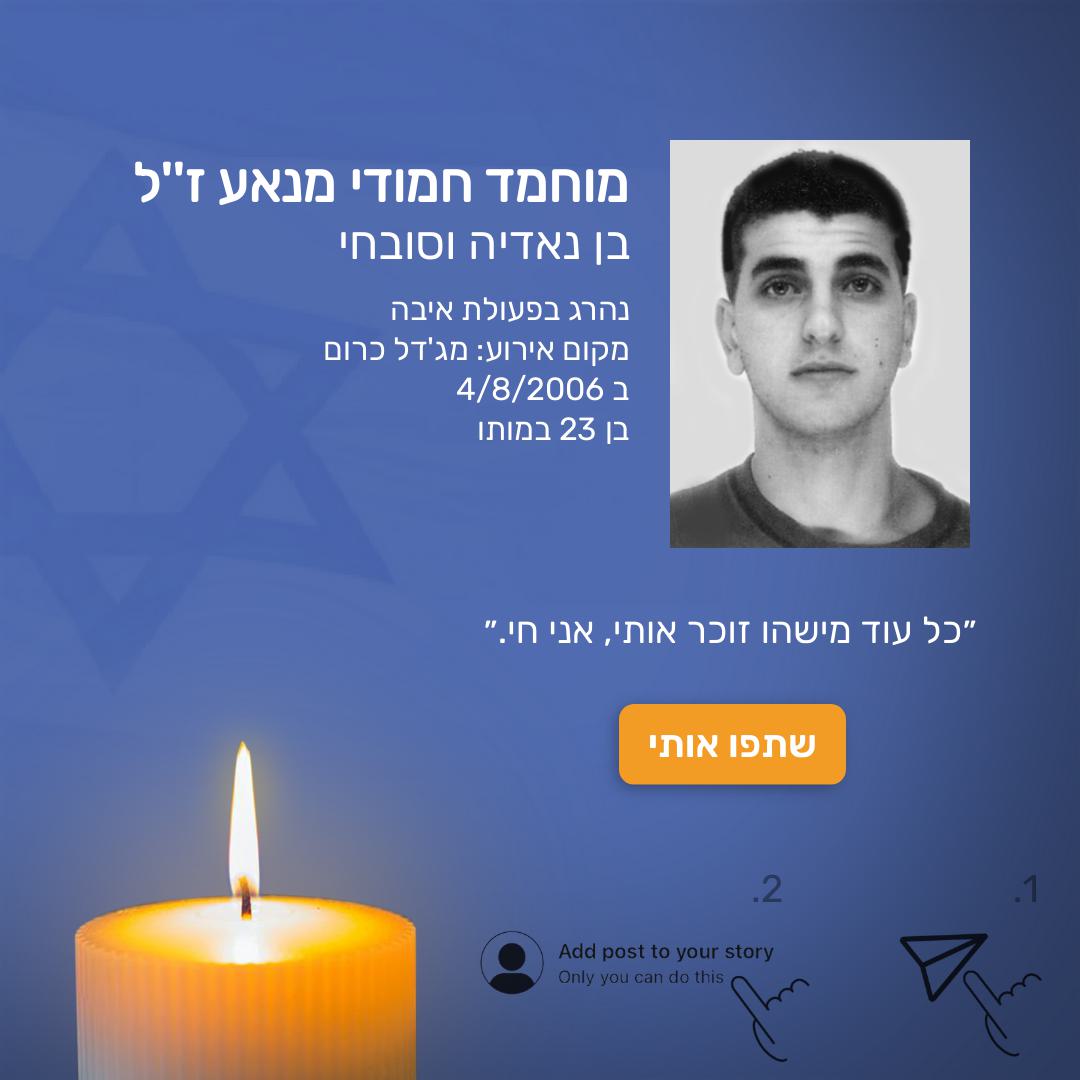 מוחמד חמודי מנאע ז"ל
בן נאדיה וסובחי
נהרג בפעולת איבה
מקום אירוע: מג'דל כרום
ב 4/8/2006
בן 23 במותו
״כל עוד מישהו זוכר אותי, אני חי.״
שתפו אותי
1.
2.
Add post to your story
Only you can do this